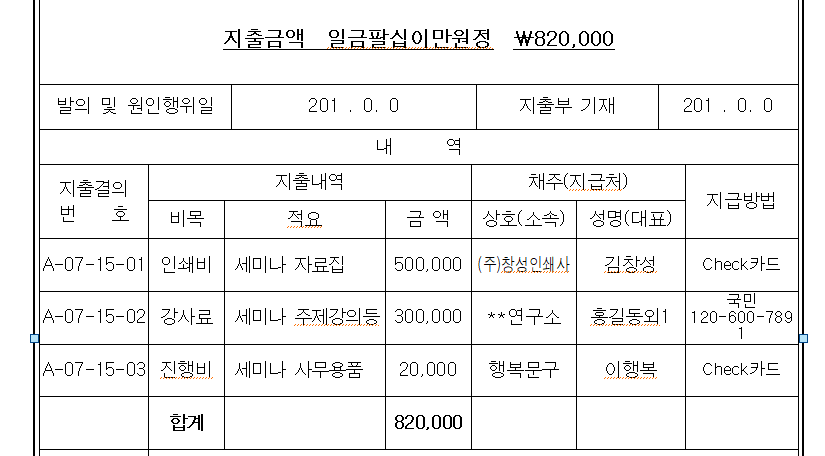 지출금액 일금팔십이만원정 ₩820,000
발의 및 원인행위일 201 . 0. 0 지출부 기재 201 . 0. 0
내 역
지출결의 번 호 지출내역 채주(지급처) 지급방법
비목 적요 금 액 상호(소속) 성명(대표)
A-07-15-01 인쇄비 세미나 자료집 500,000 (주)창성인쇄사 김창성 Check카드
A-07-15-02 강사료 세미나 주제강의등 300,000 **연구소 홍길동외1 국민 120-600-789 1
A-07-15-03 진행비 세미나 사무용품 20,000 행복문구 이행복 Check카드
합계 820,000